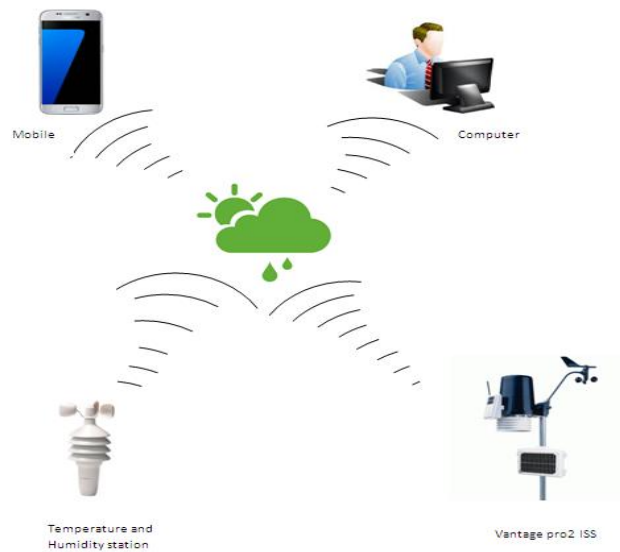 Mobile
Computer
Temperature and
Humidity station
Vantage pro2 ISS